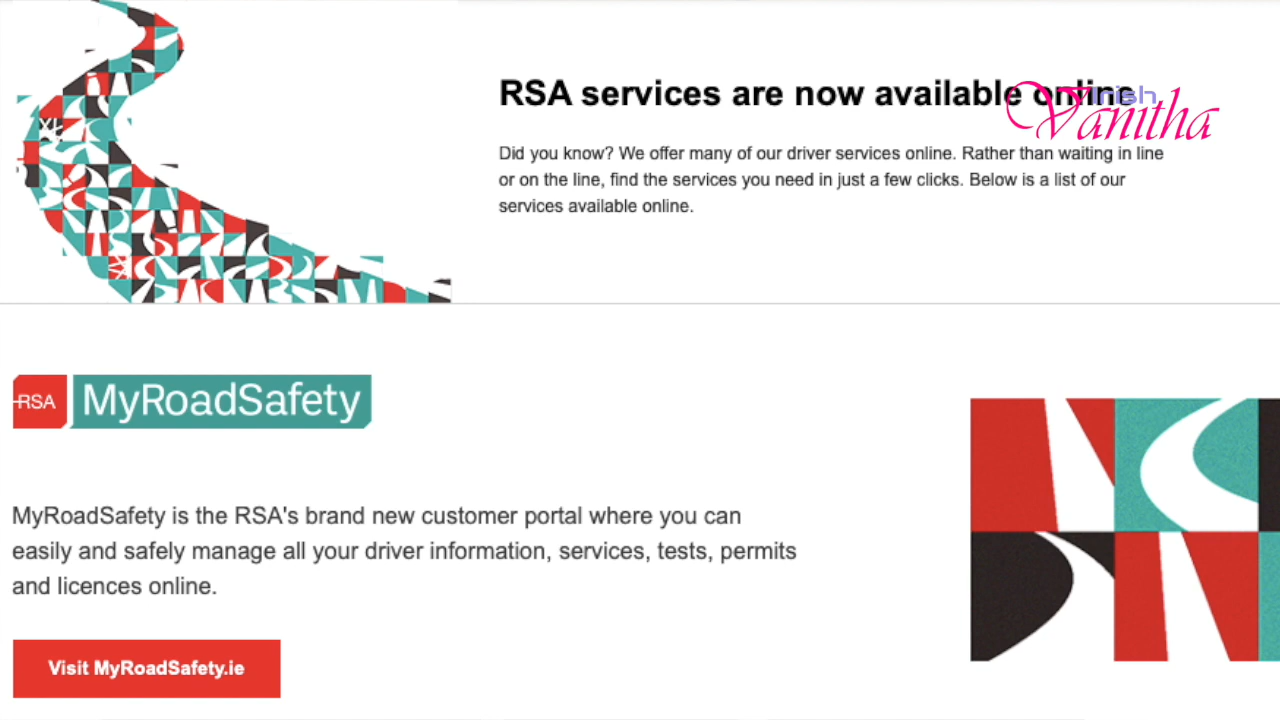 RSA services are now available online
Irish
Vanitha
Did you know? We offer many of our driver services online. Rather than waiting in line
or on the line, find the services you need in just a few clicks. Below is a list of our
services available online.
RSA MyRoadSafety
MyRoadSafety is the RSA's brand new customer portal where you can
easily and safely manage all your driver information, services, tests, permits
and licences online.
Visit MyRoadSafety.ie